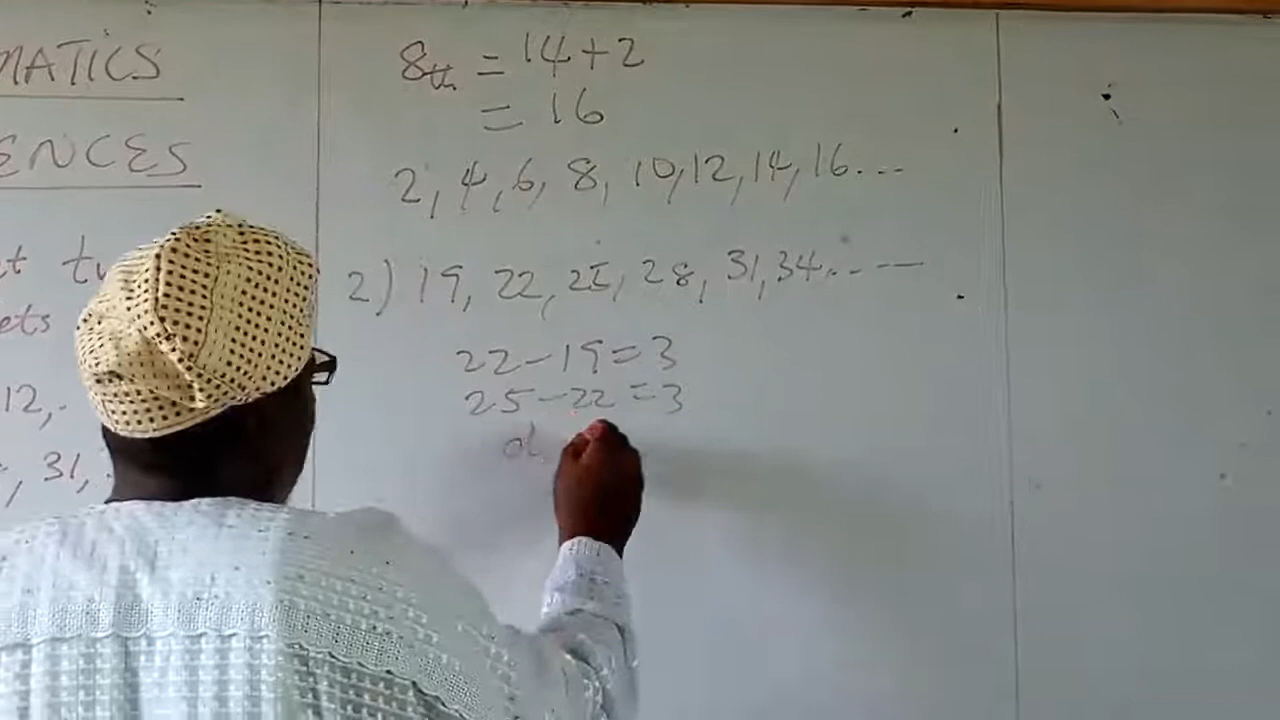 MATICS
ENCES
ets
12,.
, 31, .
8th = 14+2
= 16
2, 4, 6, 8, 10, 12, 14, 16...
2) 19, 22, 25, 28, 31, 34....
22-19=3
25-22=3
d